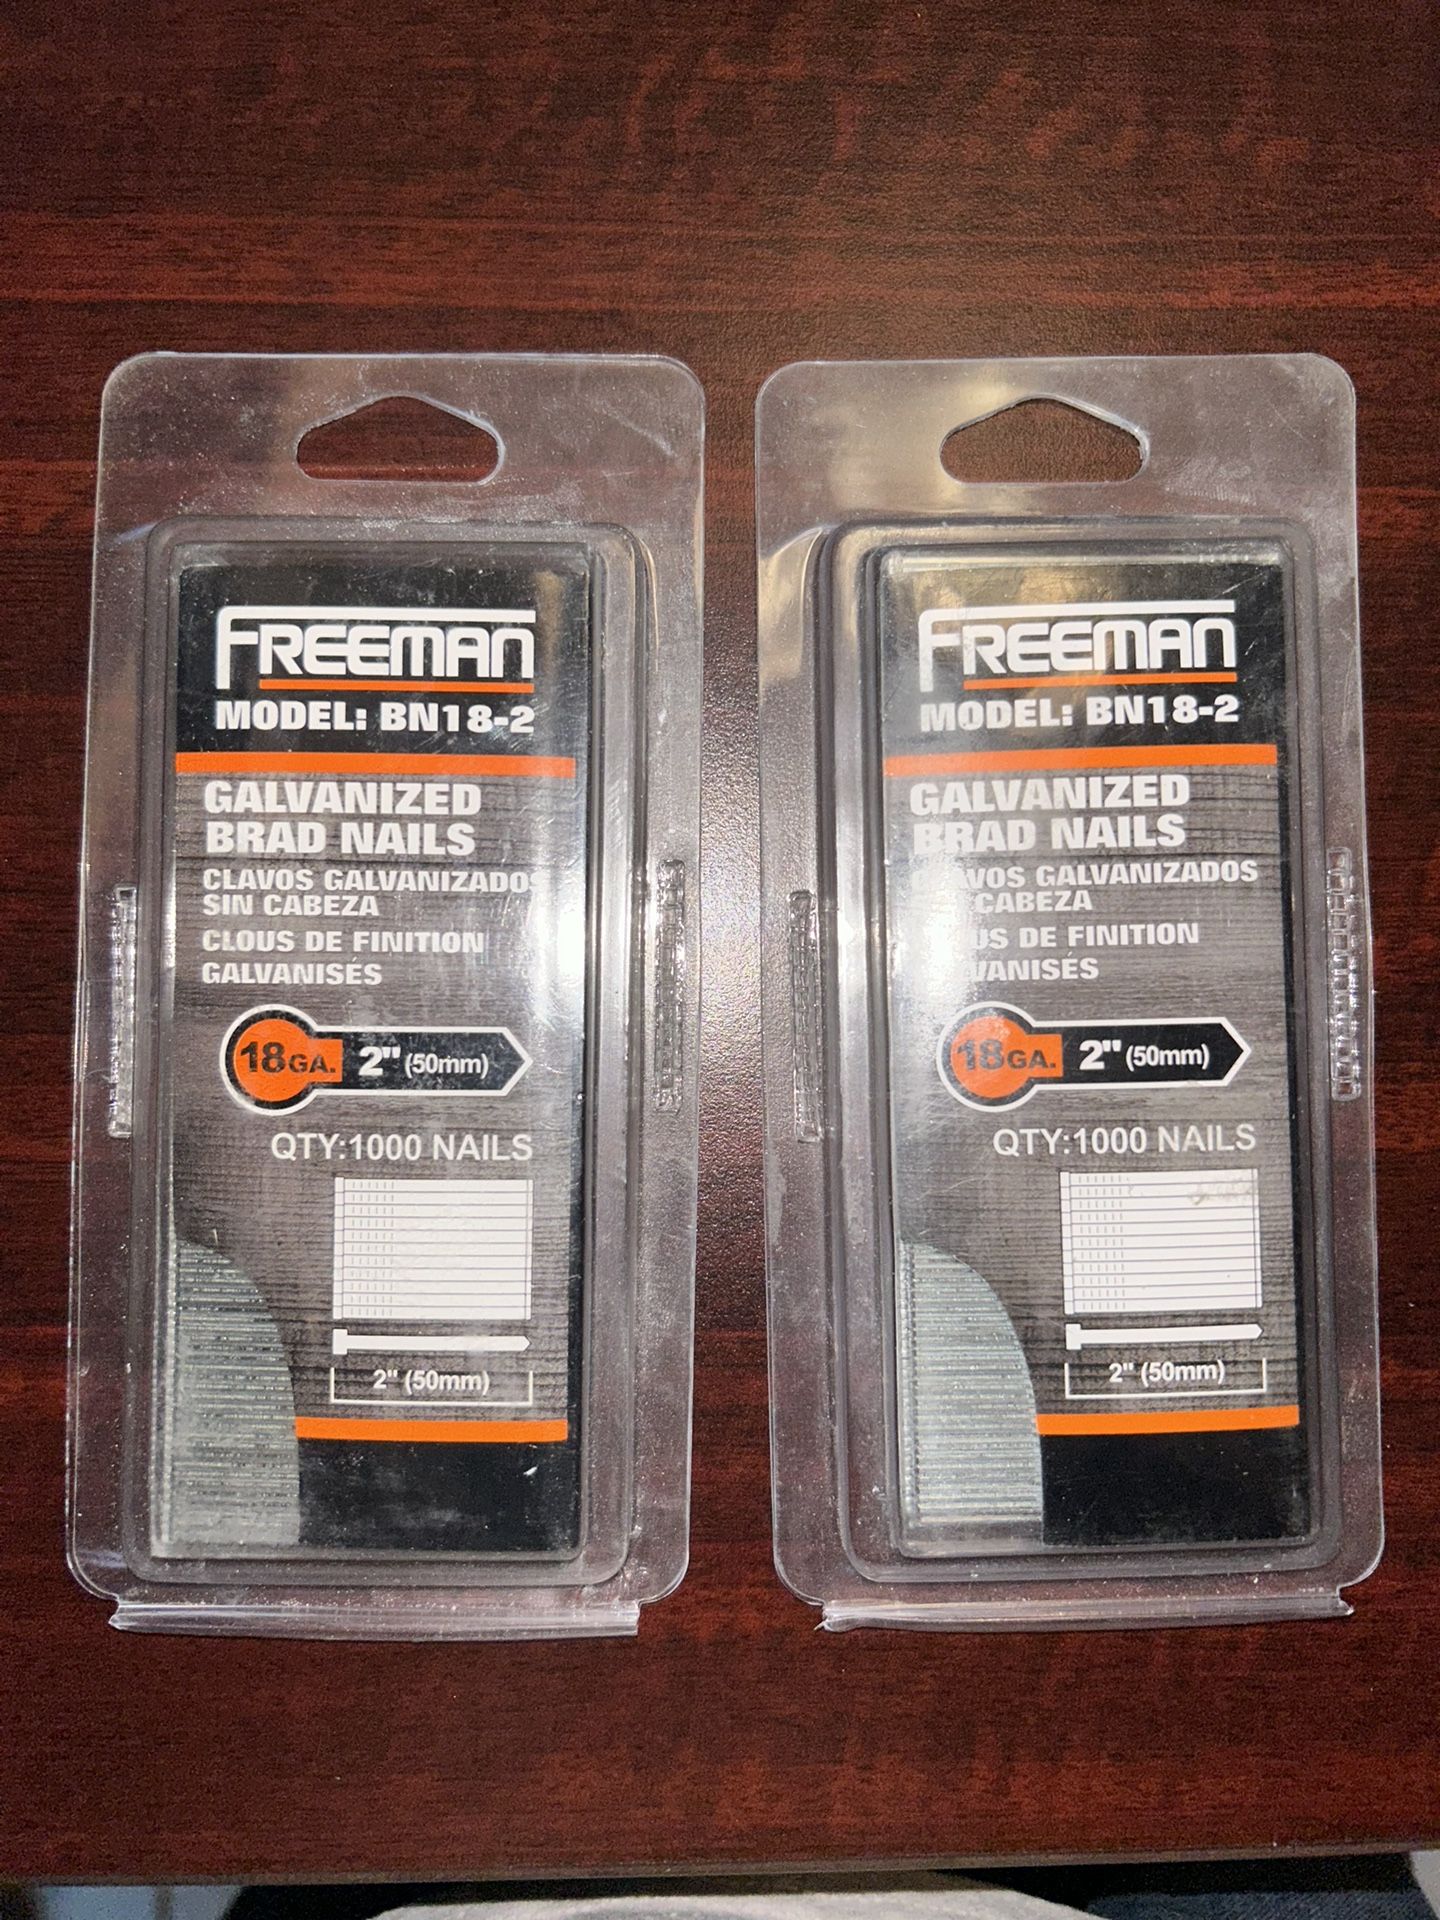 FREEMAN
MODEL: BN18-2
GALVANIZED
BRAD NAILS
CLAVOS GALVANIZADOS
SIN CABEZA
CLOUS DE FINITION
GALVANISÉS
18GA. 2" (50mm)
QTY:1000 NAILS
2" (50mm)
FREEMAN
MODEL: BN18-2
GALVANIZED
BRAD NAILS
CLAVOS GALVANIZADOS
CABEZA
CLOUS DE FINITION
GALVANISÉS
18GA. 2" (50mm)
QTY:1000 NAILS
2" (50mm)